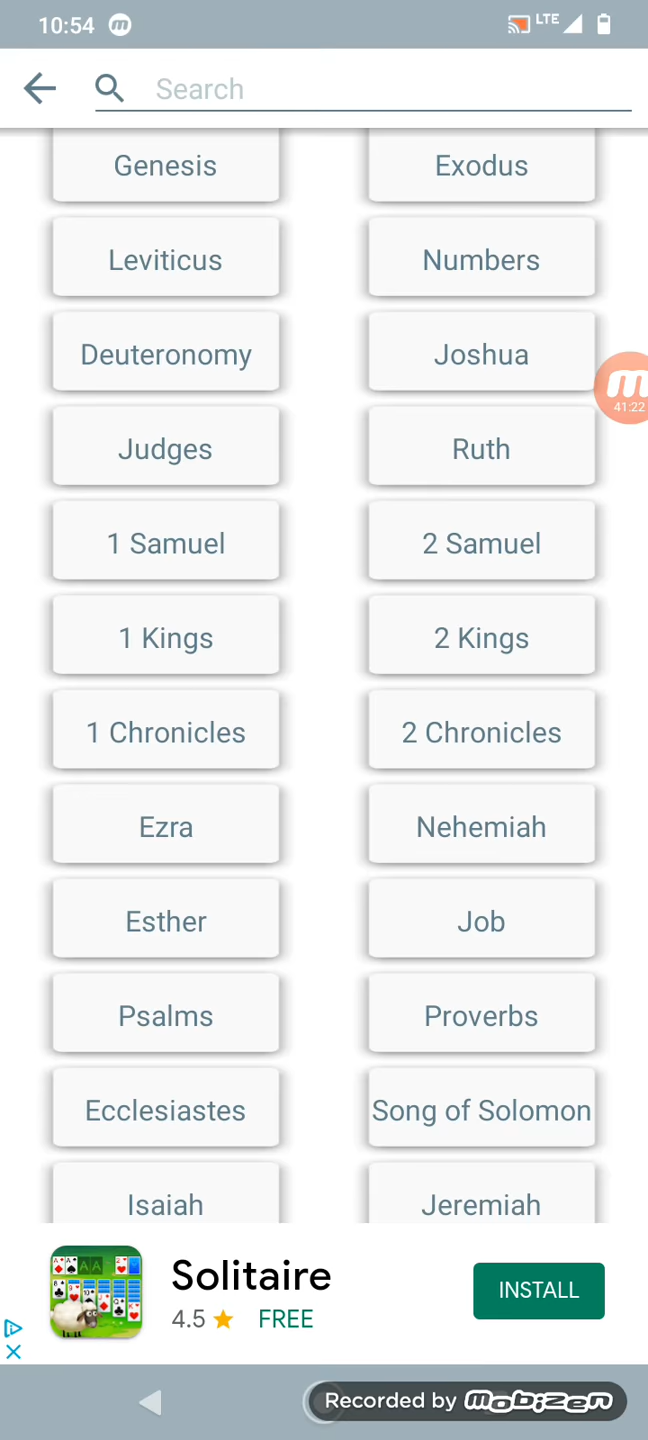 10:54 LTE
Search
Genesis Exodus
Leviticus Numbers
Deuteronomy Joshua
41:22
Judges Ruth
1 Samuel 2 Samuel
1 Kings 2 Kings
1 Chronicles 2 Chronicles
Ezra Nehemiah
Esther Job
Psalms Proverbs
Ecclesiastes Song of Solomon
Isaiah Jeremiah
Solitaire
4.5 FREE
INSTALL
Recorded by mobizen